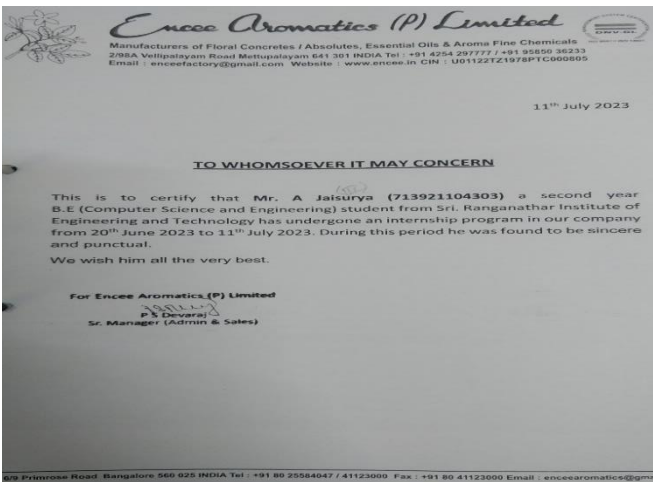 Encee Aromatics (P) Limited
DNV·GL
Manufacturers of Floral Concretes / Absolutes, Essential Oils & Aroma Fine Chemicals
2/98A Vellipalayam Road Mettupalayam 641 301 INDIA Tel : +91 4254 297777 / +91 95850 36233
Email : enceefactory@gmail.com Website : www.encee.in CIN : U01122TZ1978PTC000805
11th July 2023
TO WHOMSOEVER IT MAY CONCERN
This is to certify that Mr. A Jaisurya (713921104303) a second year
B.E (Computer Science and Engineering) student from Sri. Ranganathar Institute of
Engineering and Technology has undergone an internship program in our company
from 20th June 2023 to 11th July 2023. During this period he was found to be sincere
and punctual.
We wish him all the very best.
For Encee Aromatics (P) Limited
P S Devaraj
Sr. Manager (Admin & Sales)
6/9 Primrose Road Bangalore 560 025 INDIA Tel : +91 80 25584047 / 41123000 Fax : +91 80 41123000 Email : enceearomatics@gm